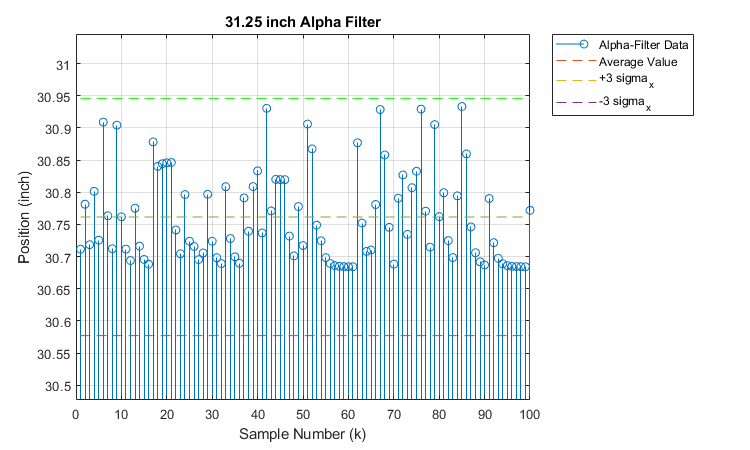 31.25 inch Alpha Filter
Alpha-Filter Data
Average Value
+3 sigma_x
-3 sigma_x
Position (inch)
31
30.95
30.9
30.85
30.8
30.75
30.7
30.65
30.6
30.55
30.5
0 10 20 30 40 50 60 70 80 90 100
Sample Number (k)